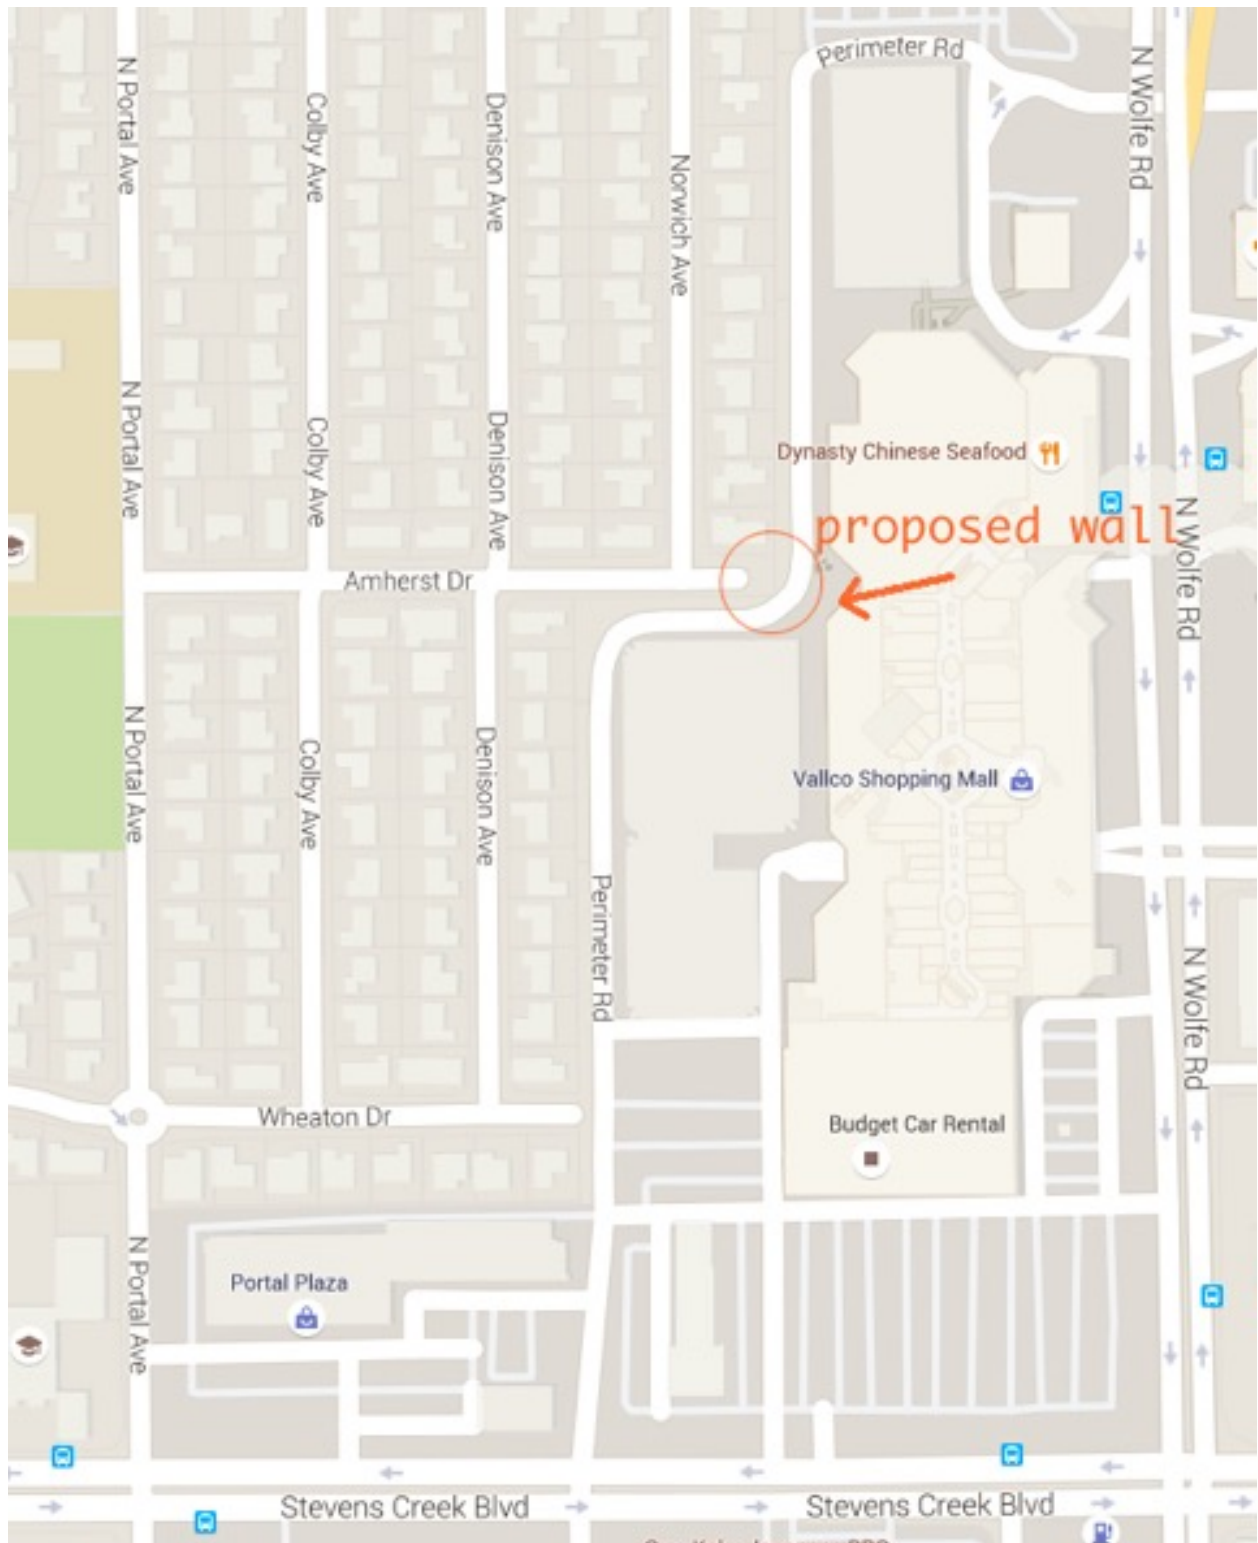 Perimeter Rd
N Wolfe Rd
N Portal Ave
Colby Ave
Denison Ave
Norwich Ave
N Portal Ave
Colby Ave
Denison Ave
Dynasty Chinese Seafood
proposed wall
N Wolfe Rd
Amherst Dr
N Portal Ave
Colby Ave
Denison Ave
Vallco Shopping Mall
Perimeter Rd
N Wolfe Rd
Wheaton Dr
Budget Car Rental
N Portal Ave
Portal Plaza
Stevens Creek Blvd
Stevens Creek Blvd